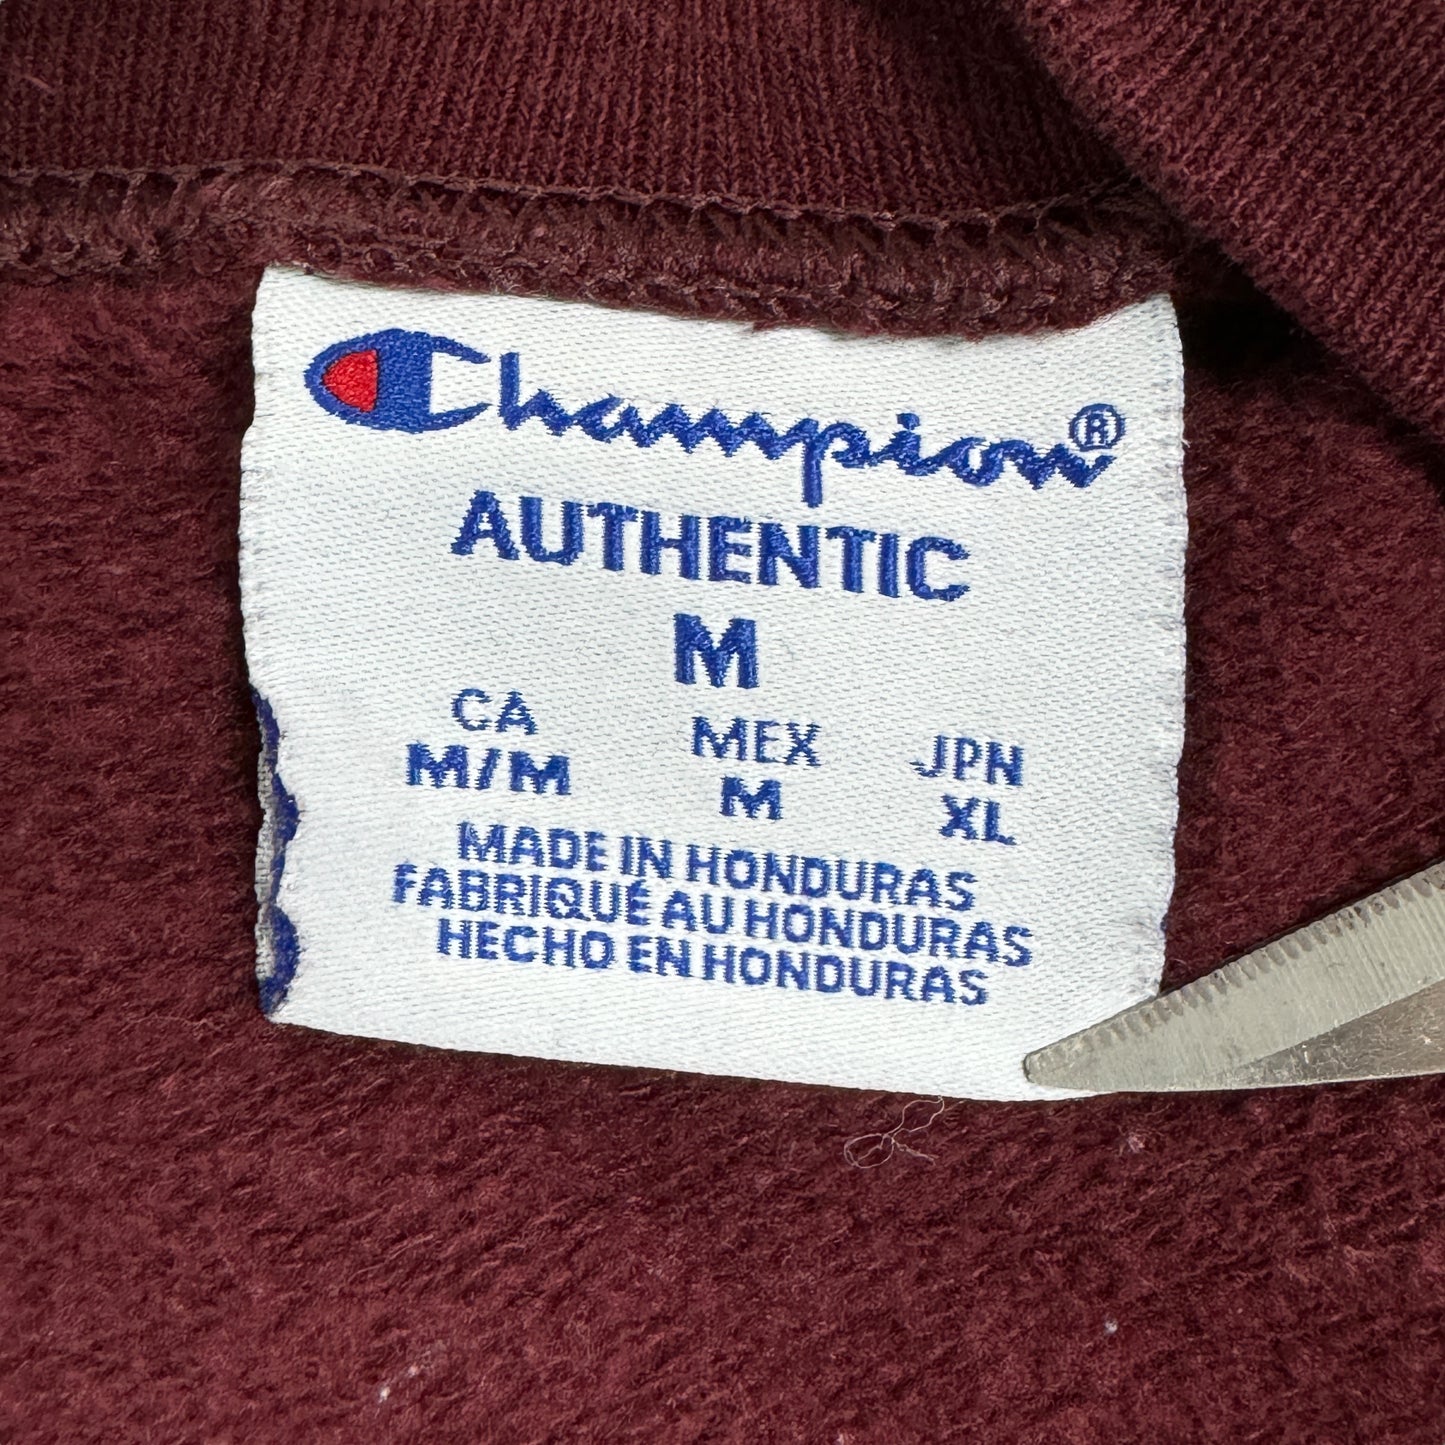 Champion®
AUTHENTIC
M
CA MEX JPN
M/M M XL
MADE IN HONDURAS
FABRIQUÉ AU HONDURAS
HECHO EN HONDURAS